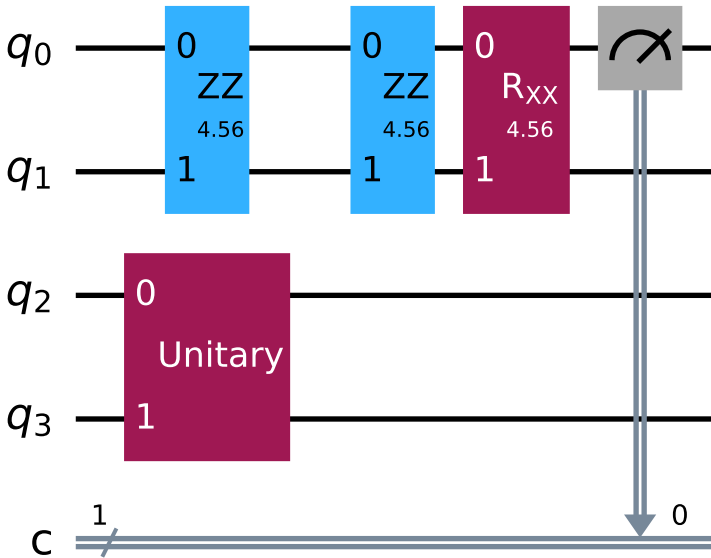 q0 0 0 0
ZZ ZZ RXX
4.56 4.56 4.56
q1 1 1 1
q2 0
Unitary
q3 1
1 0
c